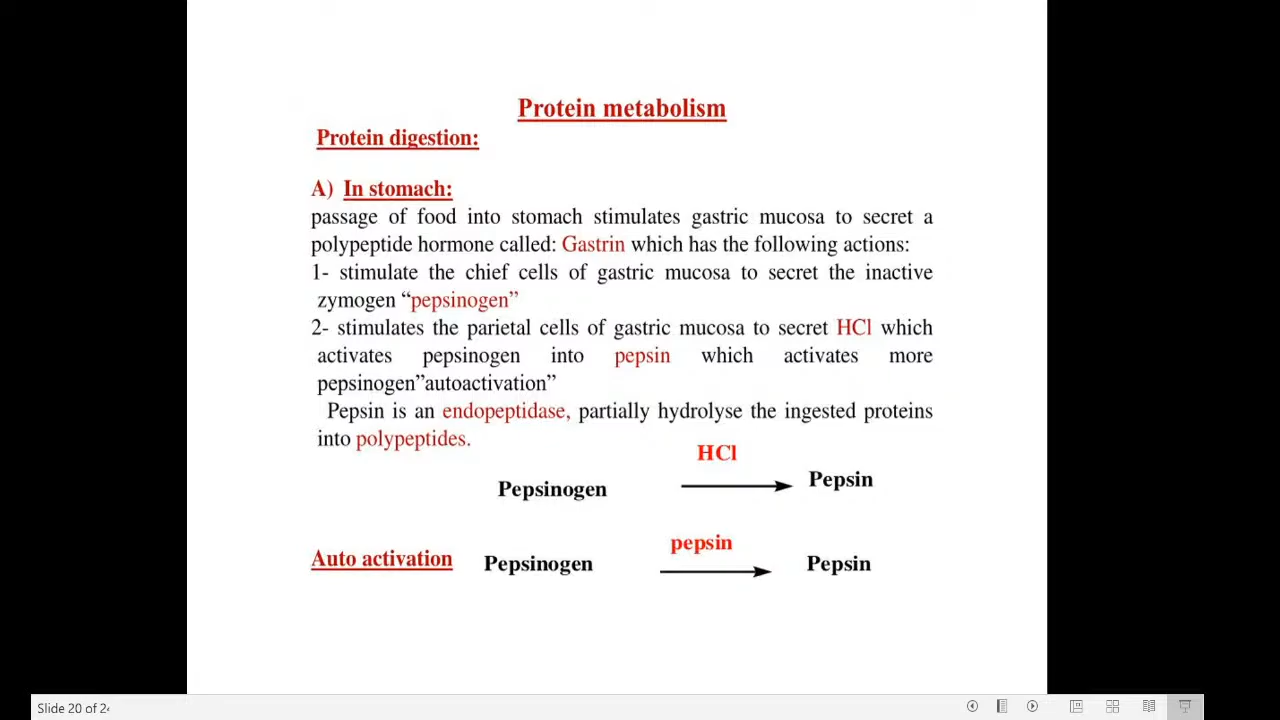 Protein metabolism
Protein digestion:
A) In stomach:
passage of food into stomach stimulates gastric mucosa to secret a
polypeptide hormone called: Gastrin which has the following actions:
1- stimulate the chief cells of gastric mucosa to secret the inactive
zymogen “pepsinogen”
2- stimulates the parietal cells of gastric mucosa to secret HCl which
activates pepsinogen into pepsin which activates more
pepsinogen”autoactivation”
Pepsin is an endopeptidase, partially hydrolyse the ingested proteins
into polypeptides.
HCl
Pepsinogen Pepsin
pepsin
Auto activation Pepsinogen Pepsin
Slide 20 of